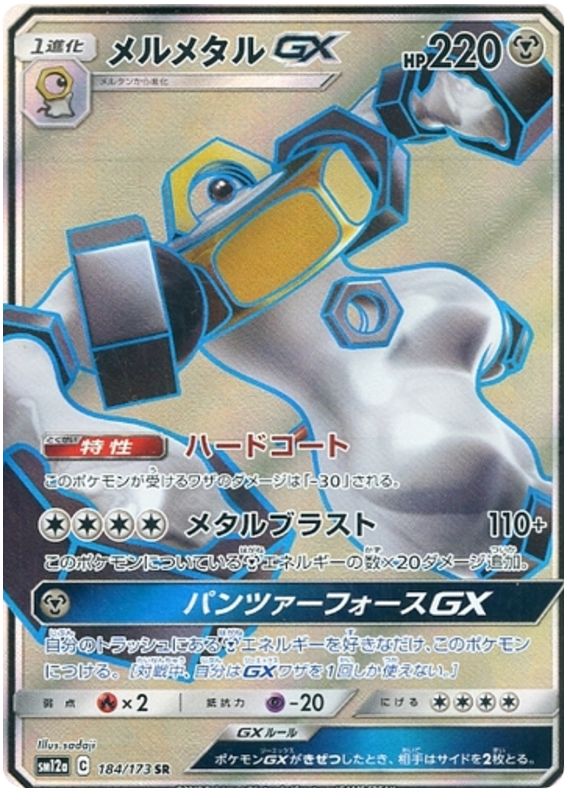 1進化 メルメタルGX HP220
メルタンから進化
特性 ハードコート
このポケモンが受けるワザのダメージは「-30」される。
メタルブラスト 110+
このポケモンについているエネルギーの数×20ダメージ追加。
パンツァーフォースGX
自分のトラッシュにあるエネルギーを好きなだけ、このポケモン
につける。[対戦中、自分はGXワザを1回しか使えない。]
弱点 ×2 抵抗力 -20 にげる
Illus.sadaji
GXルール
sm12a C 184/173 SR
ポケモンGXがきぜつしたとき、相手はサイドを2枚とる。